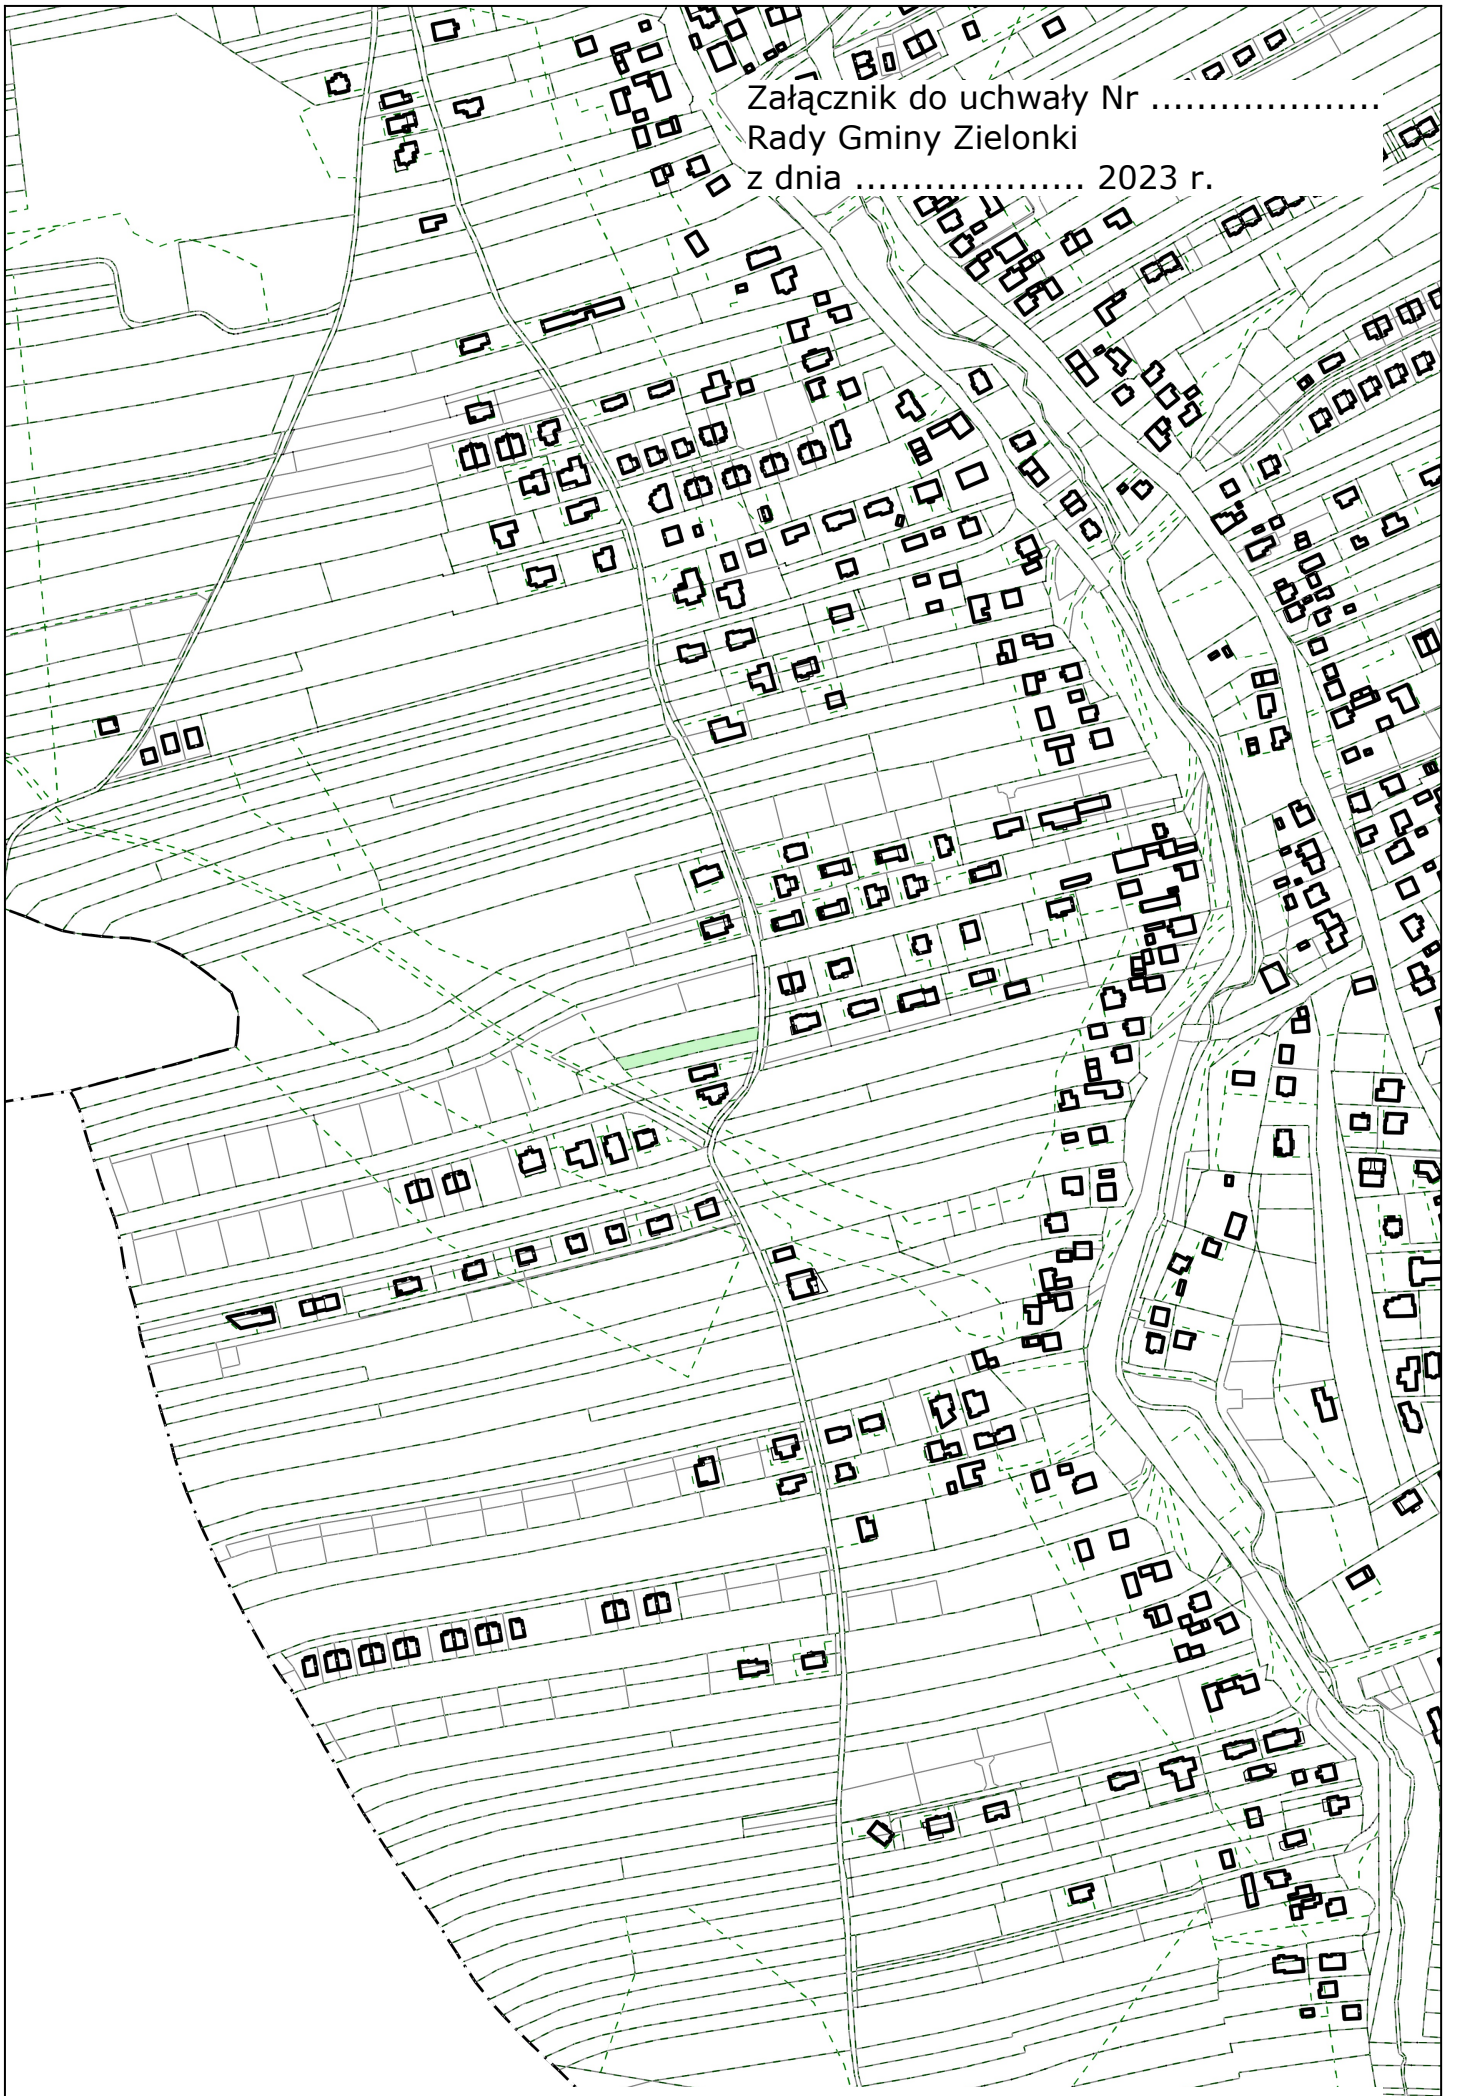 Załącznik do uchwały Nr ....................
Rady Gminy Zielonki
z dnia .................... 2023 r.